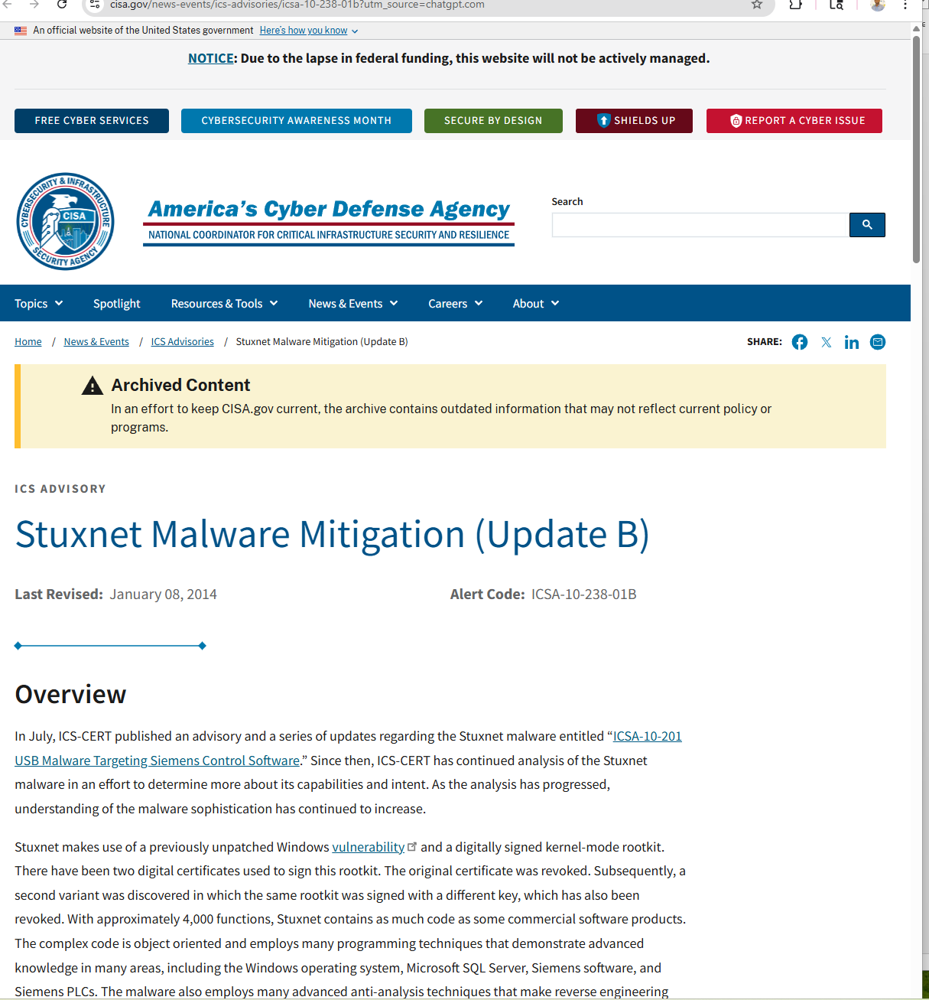 cisa.gov/news-events/ics-advisories/icsa-10-238-01b?utm_source=chatgpt.com
An official website of the United States government Here's how you know
NOTICE: Due to the lapse in federal funding, this website will not be actively managed.
FREE CYBER SERVICES
CYBERSECURITY AWARENESS MONTH
SECURE BY DESIGN
SHIELDS UP
REPORT A CYBER ISSUE
CYBERSECURITY & INFRASTRUCTURE
CISA
SECURITY AGENCY
America's Cyber Defense Agency
NATIONAL COORDINATOR FOR CRITICAL INFRASTRUCTURE SECURITY AND RESILIENCE
Search
Topics
Spotlight
Resources & Tools
News & Events
Careers
About
Home / News & Events / ICS Advisories / Stuxnet Malware Mitigation (Update B)
SHARE:
Archived Content
In an effort to keep CISA.gov current, the archive contains outdated information that may not reflect current policy or
programs.
ICS ADVISORY
Stuxnet Malware Mitigation (Update B)
Last Revised: January 08, 2014
Alert Code: ICSA-10-238-01B
Overview
In July, ICS-CERT published an advisory and a series of updates regarding the Stuxnet malware entitled “ICSA-10-201
USB Malware Targeting Siemens Control Software.” Since then, ICS-CERT has continued analysis of the Stuxnet
malware in an effort to determine more about its capabilities and intent. As the analysis has progressed,
understanding of the malware sophistication has continued to increase.
Stuxnet makes use of a previously unpatched Windows vulnerability and a digitally signed kernel-mode rootkit.
There have been two digital certificates used to sign this rootkit. The original certificate was revoked. Subsequently, a
second variant was discovered in which the same rootkit was signed with a different key, which has also been
revoked. With approximately 4,000 functions, Stuxnet contains as much code as some commercial software products.
The complex code is object oriented and employs many programming techniques that demonstrate advanced
knowledge in many areas, including the Windows operating system, Microsoft SQL Server, Siemens software, and
Siemens PLCs. The malware also employs many advanced anti-analysis techniques that make reverse engineering